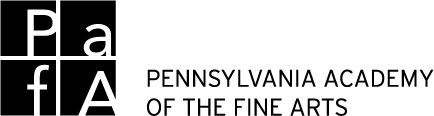 Pa
fA
PENNSYLVANIA ACADEMY
OF THE FINE ARTS